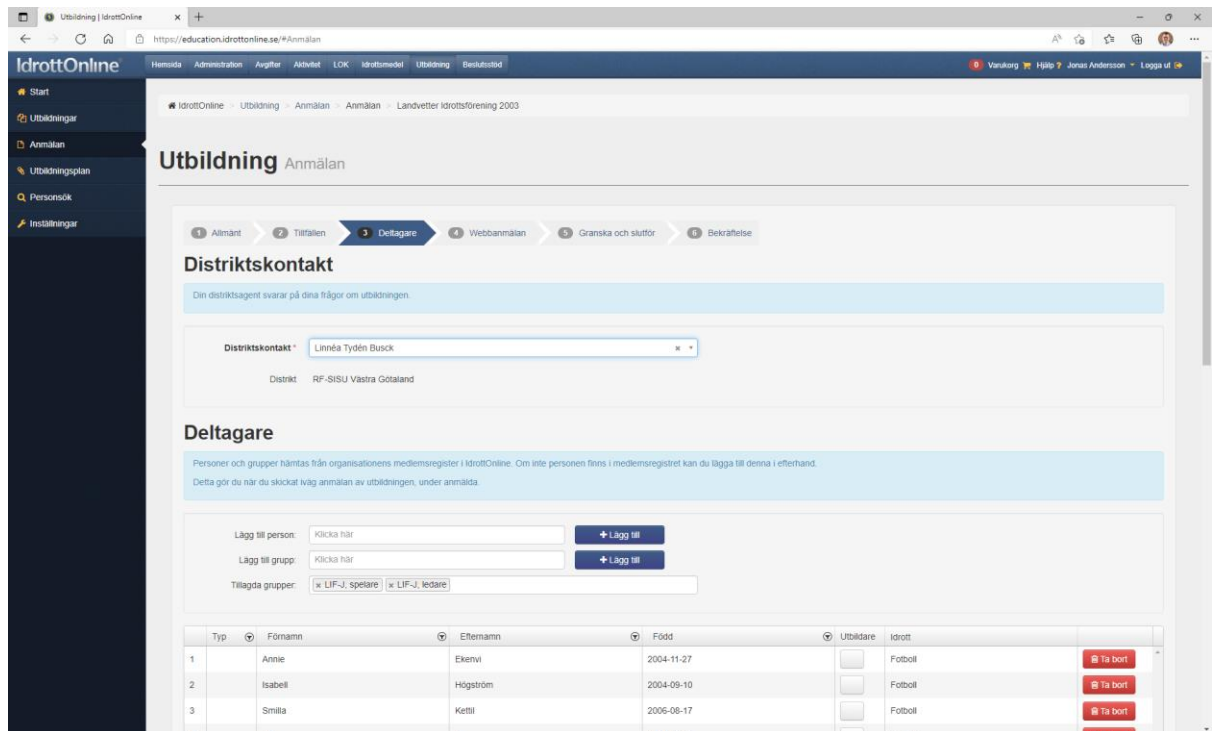 Utbildning | IdrottOnline
https://education.idrottonline.se/#Anmälan
IdrottOnline
Hemsida Administration Avgifter Aktivitet LOK Idrottsmedel Utbildning Beslutsstöd
0 Varukorg Hjälp ? Jonas Andersson Logga ut
Start
Utbildningar
Anmälan
Utbildningsplan
Personsök
Inställningar
IdrottOnline > Utbildning > Anmälan > Anmälan > Landvetter Idrottsförening 2003
Utbildning Anmälan
1 Allmänt 2 Tillfällen 3 Deltagare 4 Webbanmälan 5 Granska och slutför 6 Bekräftelse
Distriktskontakt
Din distriktsagent svarar på dina frågor om utbildningen.
Distriktskontakt * Linnéa Tydén Busck
Distrikt RF-SISU Västra Götaland
Deltagare
Personer och grupper hämtas från organisationens medlemsregister i IdrottOnline. Om inte personen finns i medlemsregistret kan du lägga till denna i efterhand.
Detta gör du när du skickat iväg anmälan av utbildningen, under anmälda.
Lägg till person: Klicka här + Lägg till
Lägg till grupp: Klicka här + Lägg till
Tillagda grupper: × LIF-J, spelare × LIF-J, ledare
Typ Förnamn Efternamn Född Utbildare Idrott
1 Annie Ekenvi 2004-11-27 Fotboll Ta bort
2 Isabell Högström 2004-09-10 Fotboll Ta bort
3 Smilla Kettil 2006-08-17 Fotboll Ta bort